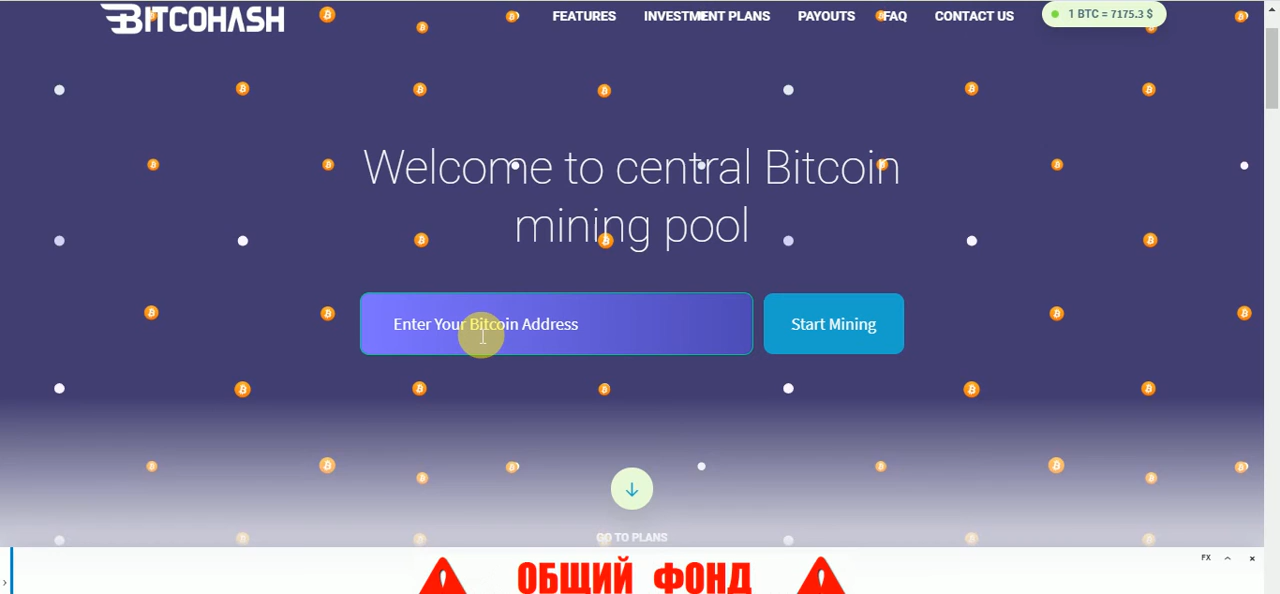 BITCOHASH
FEATURES INVESTMENT PLANS PAYOUTS FAQ CONTACT US 1 BTC = 7175.3 $
Welcome to central Bitcoin
mining pool
Enter Your Bitcoin Address Start Mining
GO TO PLANS
FX
ОБЩИЙ ФОНД